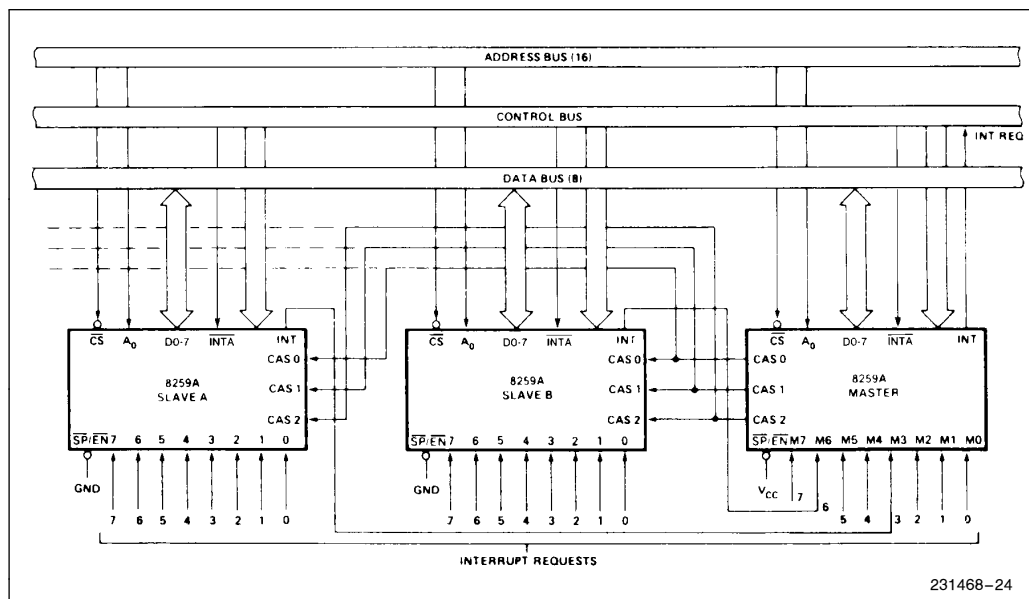 ADDRESS BUS (16)
CONTROL BUS
INT REQ
DATA BUS (8)
CS A0 D0-7 INTA INT
CAS 0
8259A
SLAVE A
CAS 1
CAS 2
SP/EN 7 6 5 4 3 2 1 0
GND
7 6 5 4 3 2 1 0
CS A0 D0-7 INTA INT
CAS 0
8259A
SLAVE B
CAS 1
CAS 2
SP/EN 7 6 5 4 3 2 1 0
GND
7 6 5 4 3 2 1 0
CS A0 D0-7 INTA INT
CAS 0
8259A
MASTER
CAS 1
CAS 2
SP/EN M7 M6 M5 M4 M3 M2 M1 M0
VCC
7 6 5 4 3 2 1 0
INTERRUPT REQUESTS
231468–24